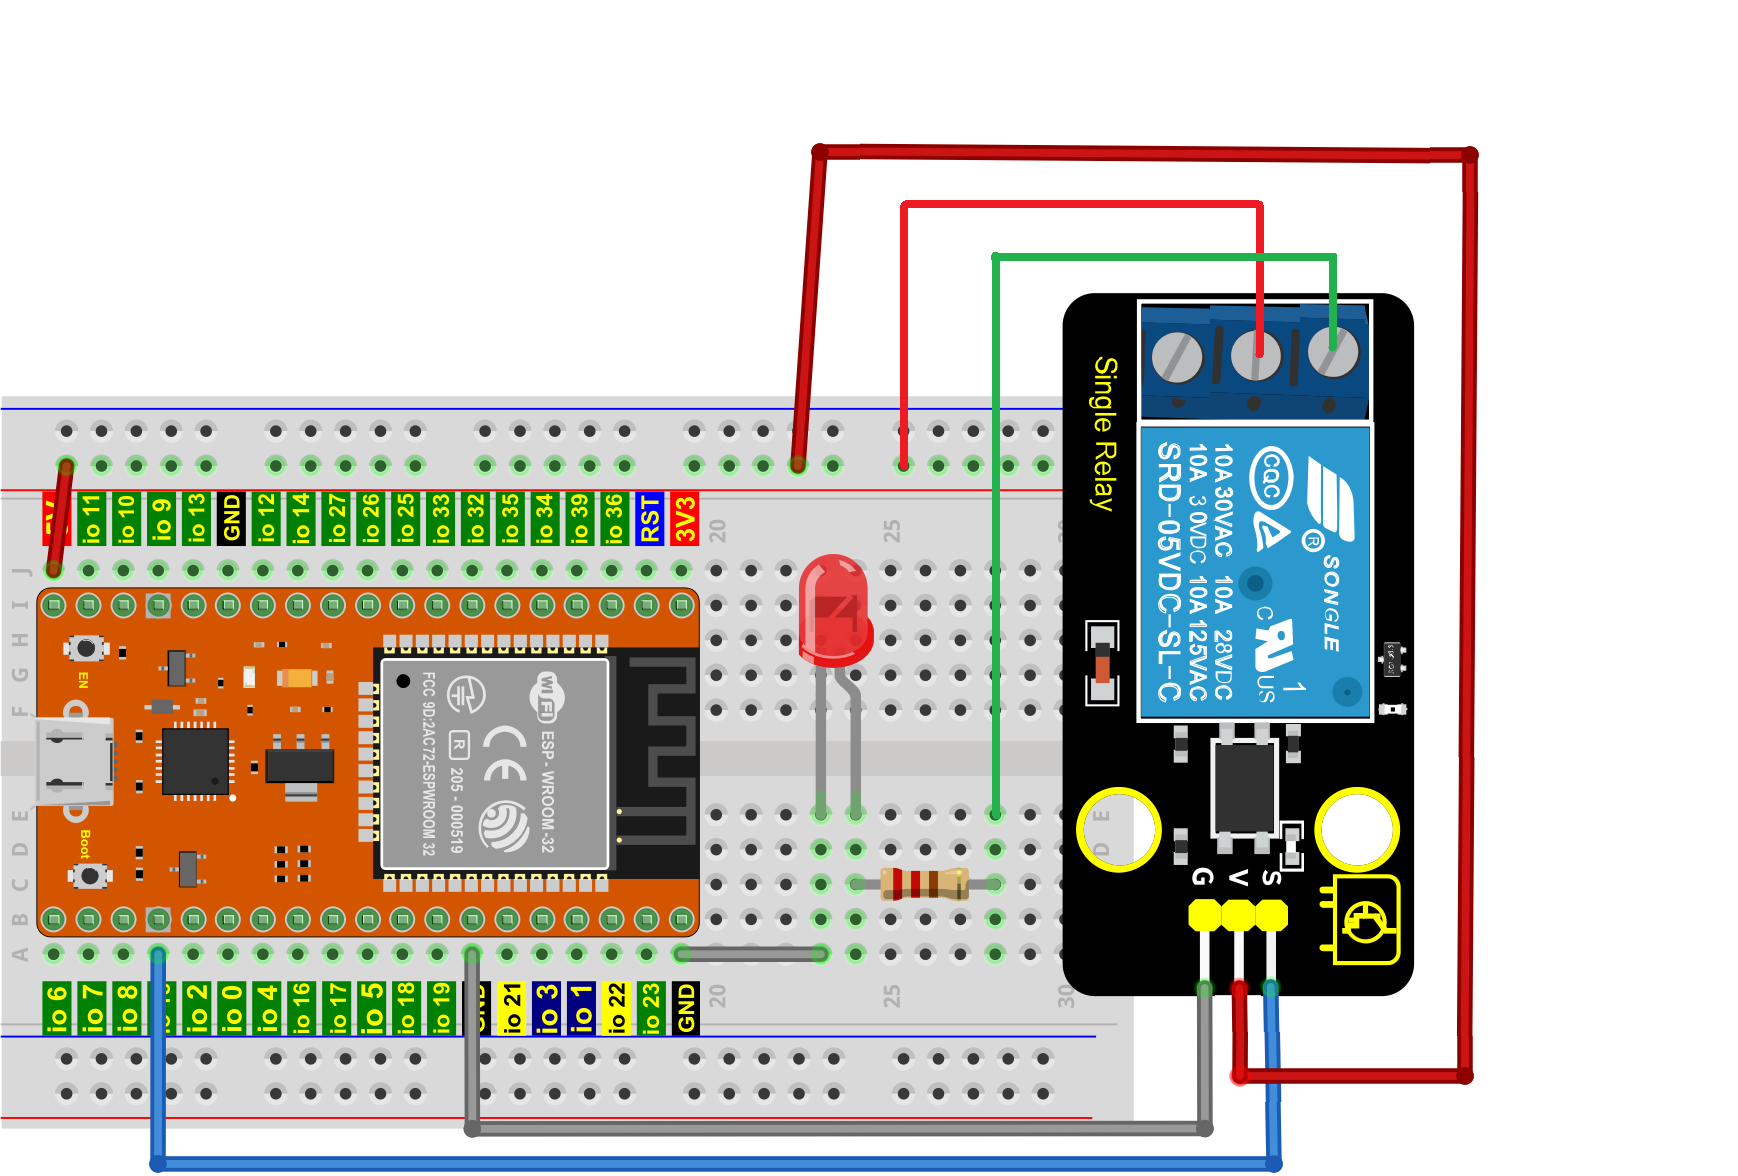 io 11
io 10
io 9
io 13
GND
io 12
io 14
io 27
io 26
io 25
io 33
io 32
io 35
io 34
io 39
io 36
RST
3V3
20
25
J
I
H
G
F
E
D
C
B
A
EN
Boot
FCC 9D:2AC72-ESPWROOM 32
R
205 - 000519
CE
Wi Fi
ESP- WROOM -32
io 6
io 7
io 8
io 2
io 0
io 4
io 16
io 17
io 5
io 18
io 19
GND
io 21
io 3
io 1
io 22
io 23
GND
20
25
30
Single Relay
SONGLE
R
CQC
C
US
1
10A 30VAC 10A 28VDC
10A 30VDC 10A 125VAC
SRD-05VDC-SL-C
E
D
G
V
S